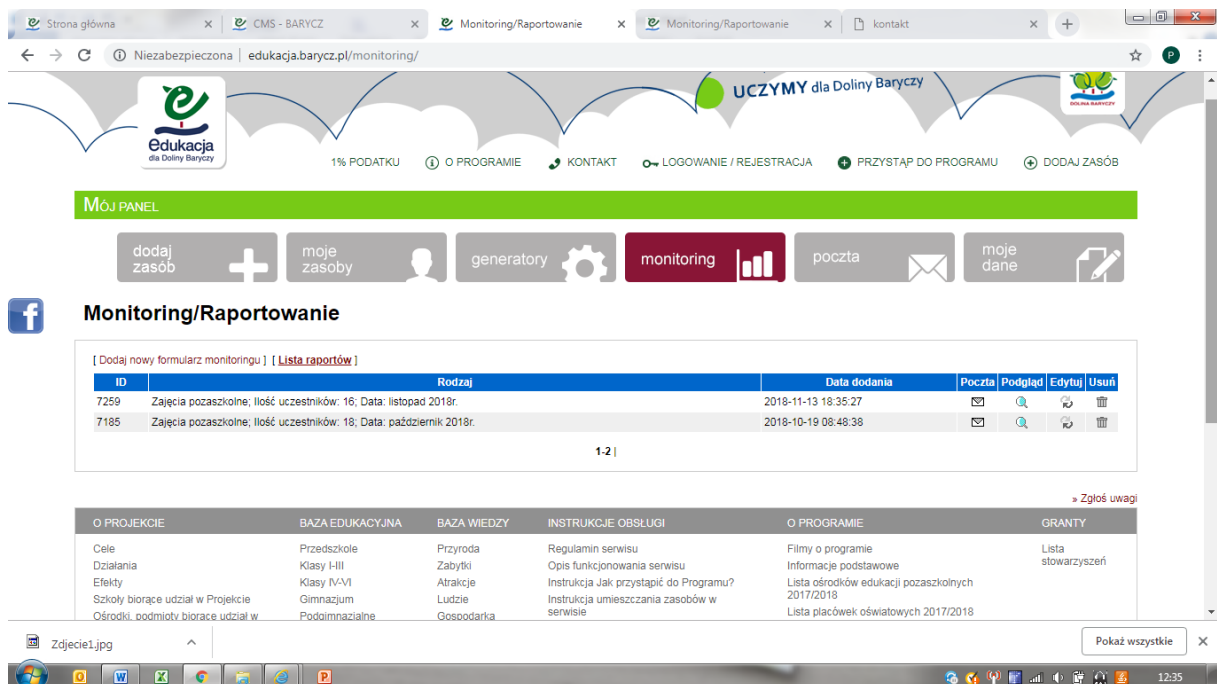 Strona główna
CMS - BARYCZ
Monitoring/Raportowanie
Monitoring/Raportowanie
kontakt
Niezabezpieczona | edukacja.barycz.pl/monitoring/
P
UCZYMY dla Doliny Baryczy
edukacja
dla Doliny Baryczy
DOLINA BARYCZY
1% PODATKU
O PROGRAMIE
KONTAKT
LOGOWANIE / REJESTRACJA
PRZYSTĄP DO PROGRAMU
DODAJ ZASÓB
MÓJ PANEL
dodaj
zasób
moje
zasoby
generatory
monitoring
poczta
moje
dane
f
Monitoring/Raportowanie
[ Dodaj nowy formularz monitoringu ] [ Lista raportów ]
ID Rodzaj Data dodania Poczta Podgląd Edytuj Usuń
7259 Zajęcia pozaszkolne; Ilość uczestników: 16; Data: listopad 2018r. 2018-11-13 18:35:27
7185 Zajęcia pozaszkolne; Ilość uczestników: 18; Data: październik 2018r. 2018-10-19 08:48:38
1-2 |
» Zgłoś uwagi
O PROJEKCIE BAZA EDUKACYJNA BAZA WIEDZY INSTRUKCJE OBSŁUGI O PROGRAMIE GRANTY
Cele
Działania
Efekty
Szkoły biorące udział w Projekcie
Ośrodki, podmioty biorące udział w
Przedszkole
Klasy I-III
Klasy IV-VI
Gimnazjum
Podgimnazjalne
Przyroda
Zabytki
Atrakcje
Ludzie
Gospodarka
Regulamin serwisu
Opis funkcjonowania serwisu
Instrukcja Jak przystąpić do Programu?
Instrukcja umieszczania zasobów w
serwisie
Filmy o programie
Informacje podstawowe
Lista ośrodków edukacji pozaszkolnych
2017/2018
Lista placówek oświatowych 2017/2018
Lista
stowarzyszeń
Zdjecie1.jpg
Pokaż wszystkie
12:35